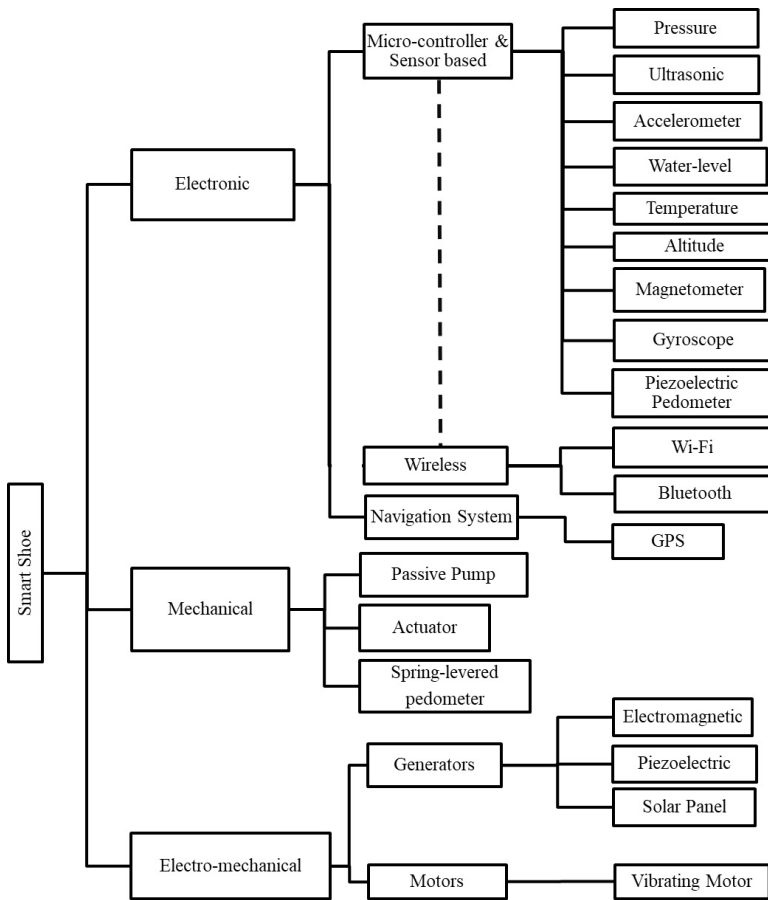 Smart Shoe
Electronic
Micro-controller &
Sensor based
Pressure
Ultrasonic
Accelerometer
Water-level
Temperature
Altitude
Magnetometer
Gyroscope
Piezoelectric
Pedometer
Wireless
Wi-Fi
Bluetooth
Navigation System
GPS
Mechanical
Passive Pump
Actuator
Spring-levered
pedometer
Electro-mechanical
Generators
Electromagnetic
Piezoelectric
Solar Panel
Motors
Vibrating Motor